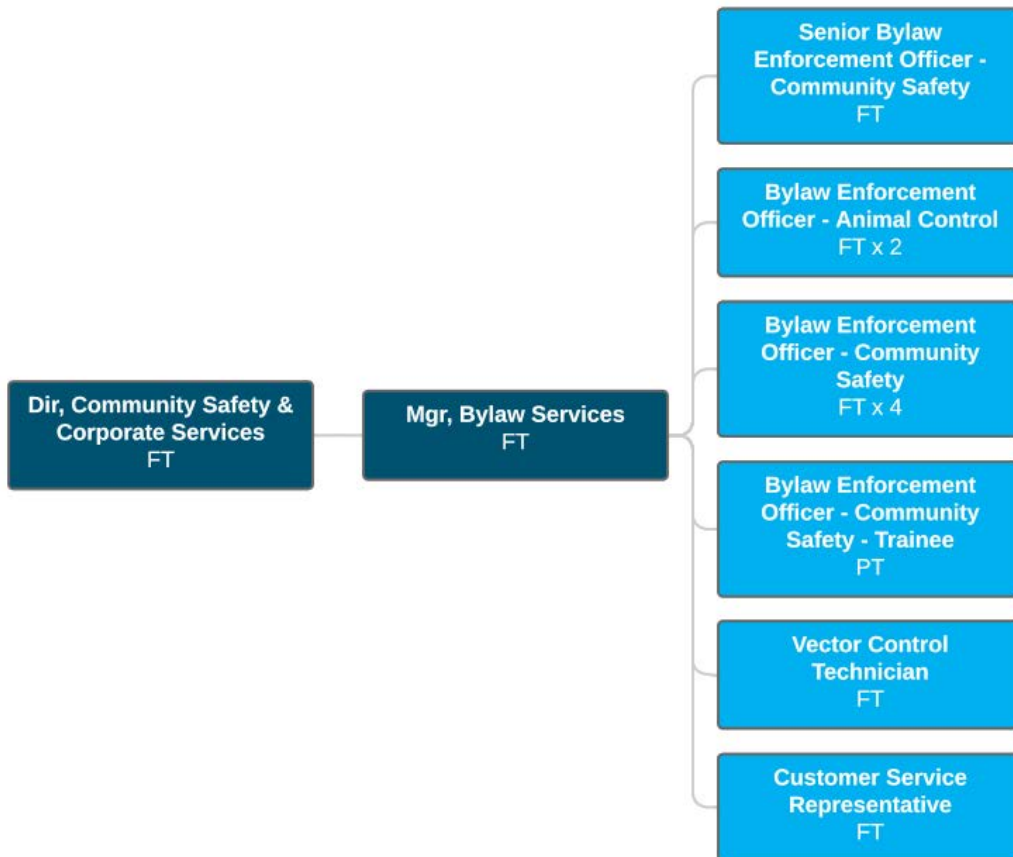 Dir, Community Safety &
Corporate Services
FT
Mgr, Bylaw Services
FT
Senior Bylaw
Enforcement Officer -
Community Safety
FT
Bylaw Enforcement
Officer - Animal Control
FT x 2
Bylaw Enforcement
Officer - Community
Safety
FT x 4
Bylaw Enforcement
Officer - Community
Safety - Trainee
PT
Vector Control
Technician
FT
Customer Service
Representative
FT